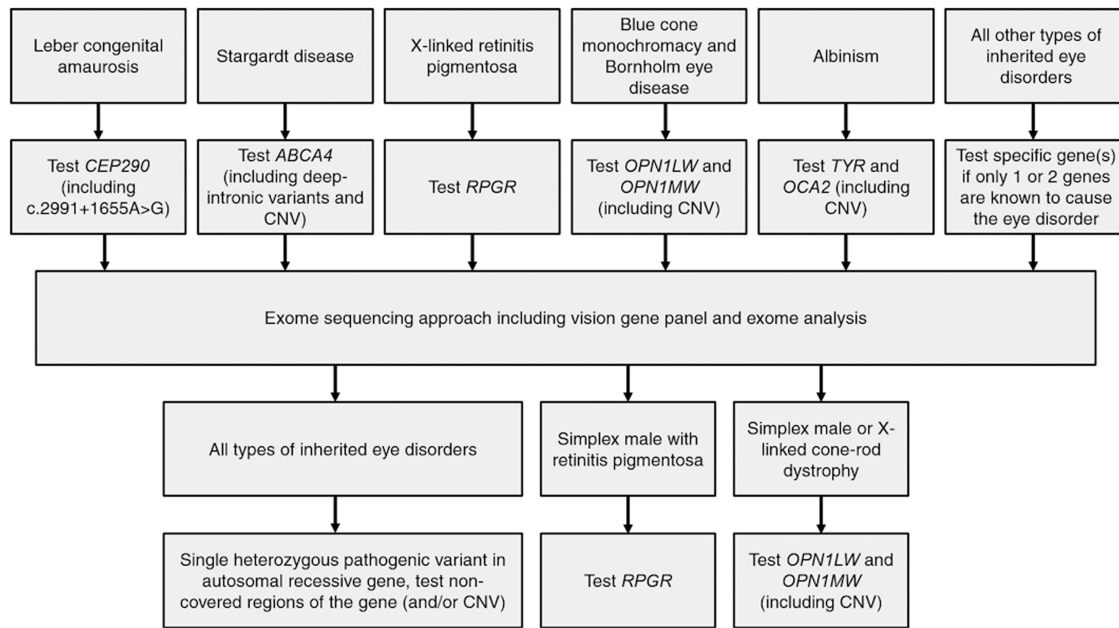 Leber congenital
amaurosis
Stargardt disease
X-linked retinitis
pigmentosa
Blue cone
monochromacy and
Bornholm eye
disease
Albinism
All other types of
inherited eye
disorders
Test CEP290
(including
c.2991+1655A>G)
Test ABCA4
(including deep-
intronic variants and
CNV)
Test RPGR
Test OPN1LW and
OPN1MW
(including CNV)
Test TYR and
OCA2 (including
CNV)
Test specific gene(s)
if only 1 or 2 genes
are known to cause
the eye disorder
Exome sequencing approach including vision gene panel and exome analysis
All types of inherited eye disorders
Simplex male with
retinitis pigmentosa
Simplex male or X-
linked cone-rod
dystrophy
Single heterozygous pathogenic variant in
autosomal recessive gene, test non-
covered regions of the gene (and/or CNV)
Test RPGR
Test OPN1LW and
OPN1MW
(including CNV)